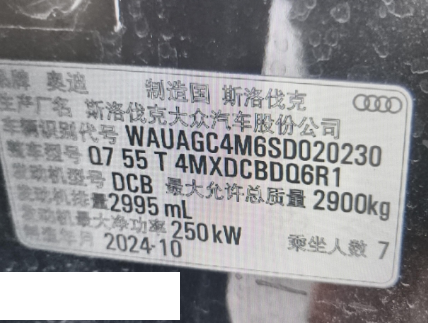 品牌 奥迪 制造国 斯洛伐克
生产厂名 斯洛伐克大众汽车股份公司
车辆识别代号 WAUAGC4M6SD020230
整车型号 Q7 55 T 4MXDCBDQ6R1
发动机型号 DCB 最大允许总质量 2900kg
发动机排量 2995 mL
发动机最大净功率 250 kW 乘坐人数 7
制造年月 2024-10